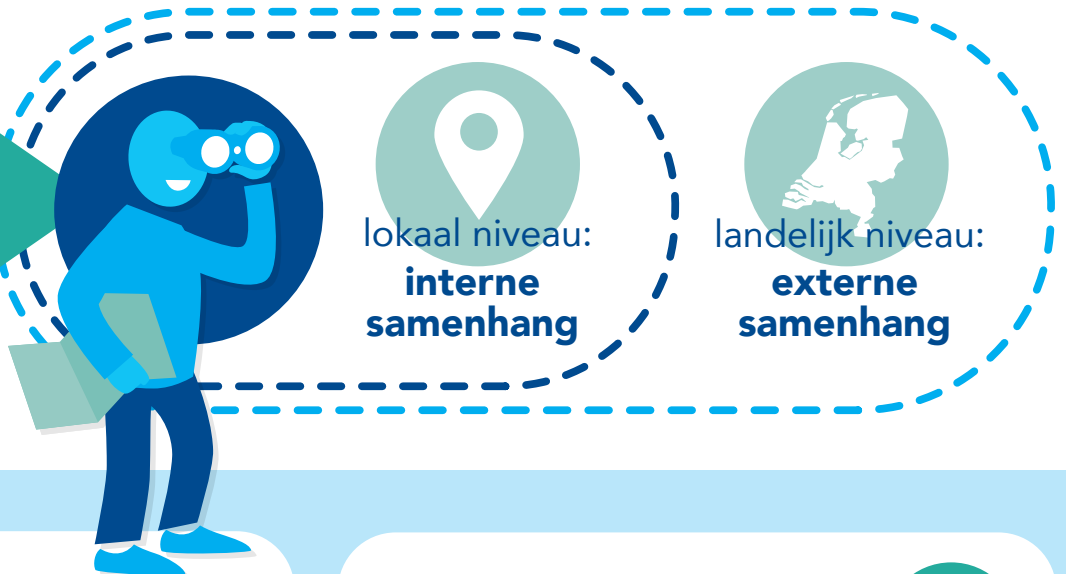 lokaal niveau:
interne
samenhang
landelijk niveau:
externe
samenhang